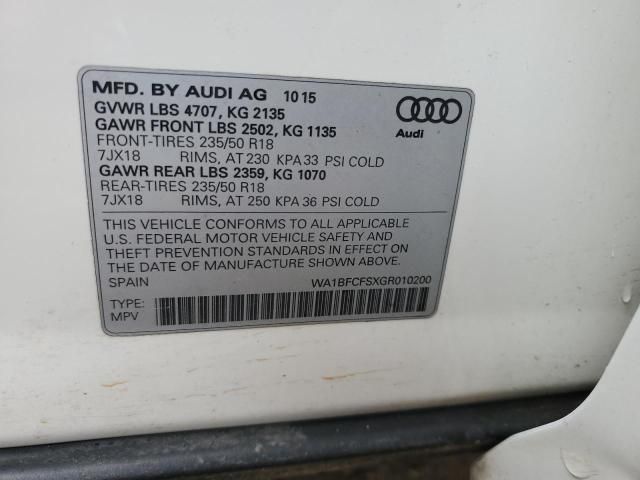 MFD. BY AUDI AG 10 15
GVWR LBS 4707, KG 2135
GAWR FRONT LBS 2502, KG 1135
FRONT-TIRES 235/50 R18
7JX18 RIMS, AT 230 KPA 33 PSI COLD
GAWR REAR LBS 2359, KG 1070
REAR-TIRES 235/50 R18
7JX18 RIMS, AT 250 KPA 36 PSI COLD
Audi
THIS VEHICLE CONFORMS TO ALL APPLICABLE
U.S. FEDERAL MOTOR VEHICLE SAFETY AND
THEFT PREVENTION STANDARDS IN EFFECT ON
THE DATE OF MANUFACTURE SHOWN ABOVE.
SPAIN WA1BFCFSXGR010200
TYPE:
MPV